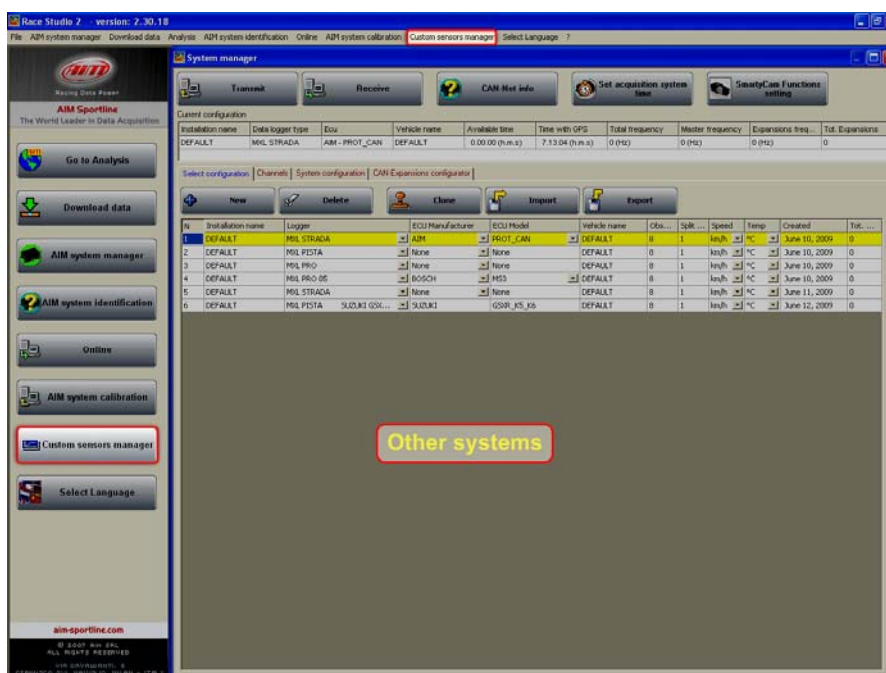 Race Studio 2 - version: 2.30.18
File AIM system manager Download data Analysis AIM system identification Online AIM system calibration Custom sensors manager Select Language ?
AIM
Racing Data Power
AIM Sportline
The World Leader in Data Acquisition
Go to Analysis
Download data
AIM system manager
AIM system identification
Online
AIM system calibration
Custom sensors manager
Select Language
aim-sportline.com
© 2007 AIM SRL
ALL RIGHTS RESERVED
System manager
Transmit Receive CAN-Net info Set acquisition system time SmartyCam Functions setting
Current configuration
Installation name Data logger type Ecu Vehicle name Available time Time with GPS Total frequency Master frequency Expansions freq... Tot. Expansions
DEFAULT MXL STRADA AIM - PROT_CAN DEFAULT 0.00.00 (h.m.s) 7.13.04 (h.m.s) 0 (Hz) 0 (Hz) 0 (Hz) 0
Select configuration Channels System configuration CAN Expansions configurator
New Delete Clone Import Export
N Installation name Logger ECU Manufacturer ECU Model Vehicle name Obs... Split ... Speed Temp Created Tot. ...
1 DEFAULT MXL STRADA AIM PROT_CAN DEFAULT 8 1 km/h °C June 10, 2009 0
2 DEFAULT MXL PISTA None None DEFAULT 8 1 km/h °C June 10, 2009 0
3 DEFAULT MXL PRO None None DEFAULT 8 1 km/h °C June 10, 2009 0
4 DEFAULT MXL PRO 05 BOSCH MS3 DEFAULT 8 1 km/h °C June 10, 2009 0
5 DEFAULT MXL STRADA None None DEFAULT 8 1 km/h °C June 11, 2009 0
6 DEFAULT MXL PISTA SUZUKI GSX... SUZUKI GSXR_K5_K6 DEFAULT 8 1 km/h °C June 12, 2009 0
Other systems